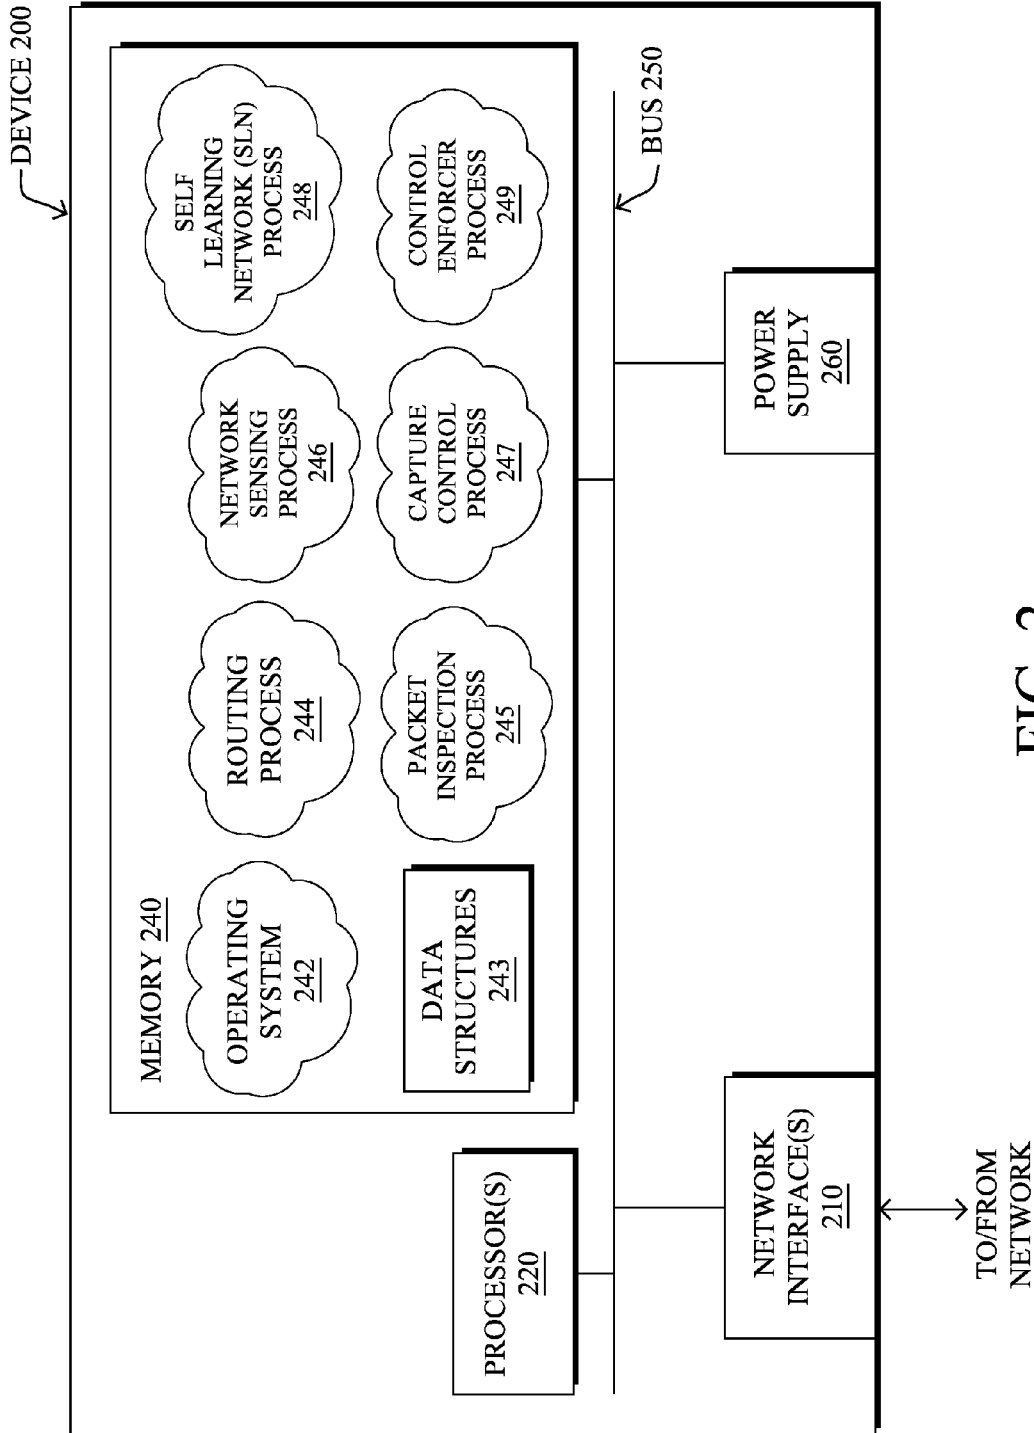 DEVICE 200
MEMORY 240
OPERATING
SYSTEM
242
ROUTING
PROCESS
244
NETWORK
SENSING
PROCESS
246
SELF
LEARNING
NETWORK (SLN)
PROCESS
248
DATA
STRUCTURES
243
PACKET
INSPECTION
PROCESS
245
CAPTURE
CONTROL
PROCESS
247
CONTROL
ENFORCER
PROCESS
249
PROCESSOR(S)
220
BUS 250
NETWORK
INTERFACE(S)
210
POWER
SUPPLY
260
TO/FROM
NETWORK
FIG.